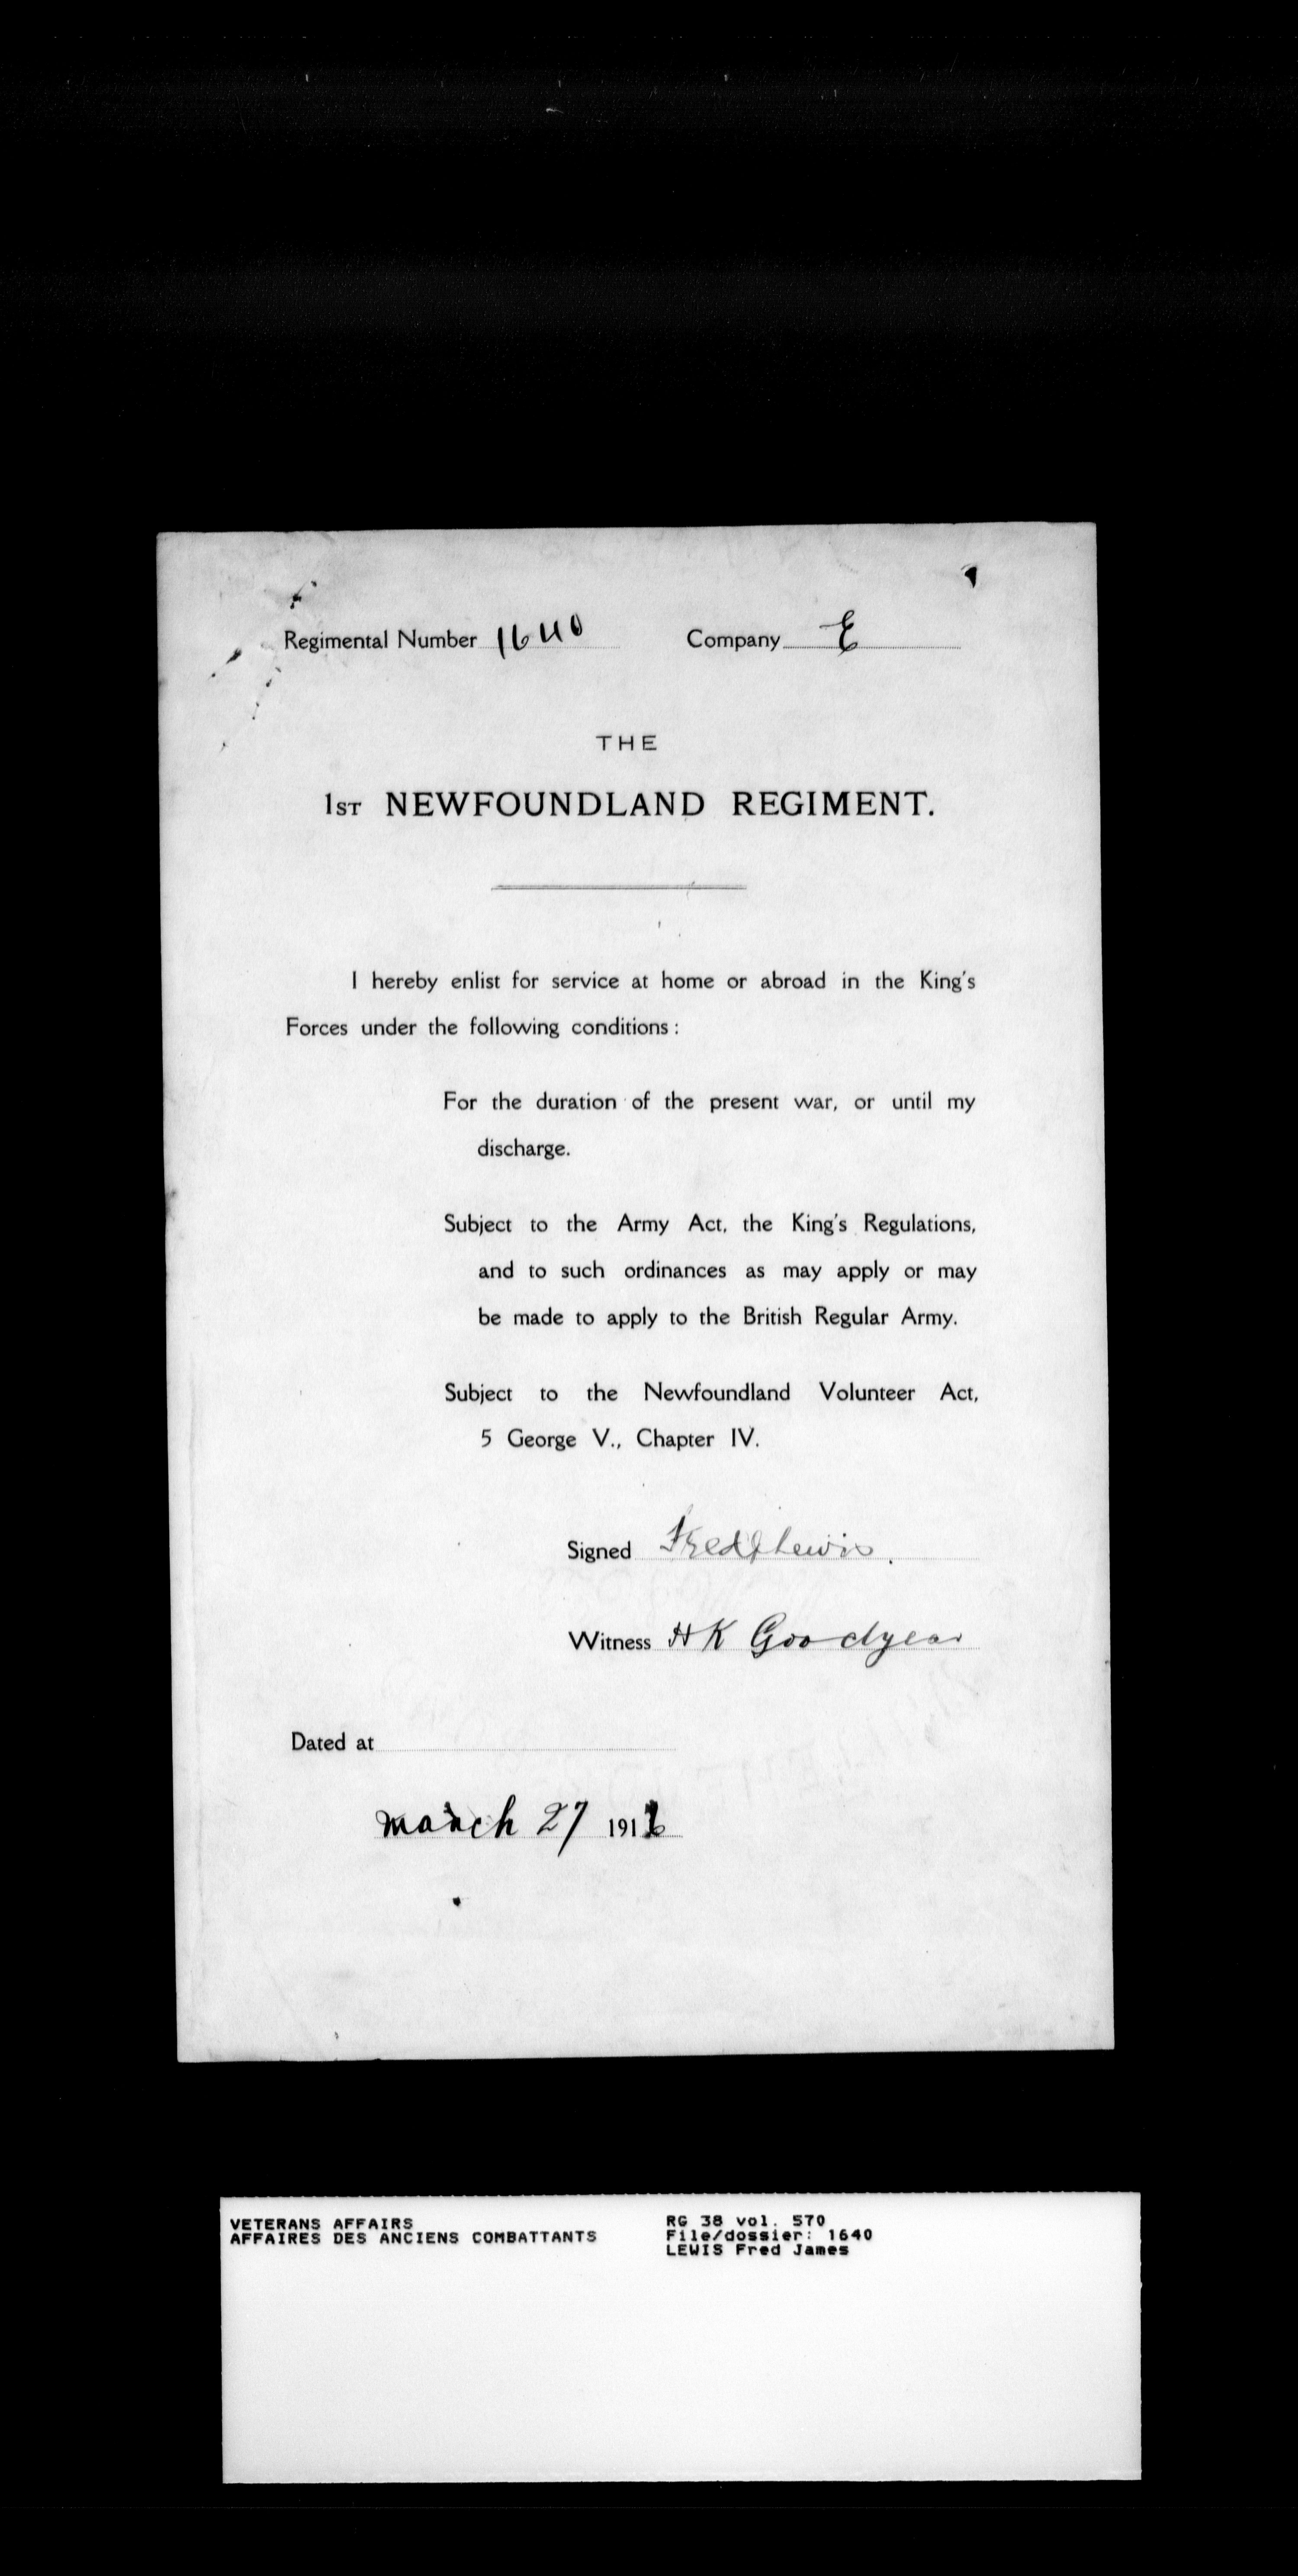 Regimental Number 1640 Company E
THE
1ST NEWFOUNDLAND REGIMENT.
I hereby enlist for service at home or abroad in the King's
Forces under the following conditions:
For the duration of the present war, or until my
discharge.
Subject to the Army Act, the King's Regulations,
and to such ordinances as may apply or may
be made to apply to the British Regular Army.
Subject to the Newfoundland Volunteer Act,
5 George V., Chapter IV.
Signed Fred J Lewis.
Witness H K Goodyear
Dated at
march 27 1916
VETERANS AFFAIRS RG 38 vol. 570
AFFAIRES DES ANCIENS COMBATTANTS File/dossier: 1640
LEWIS Fred James